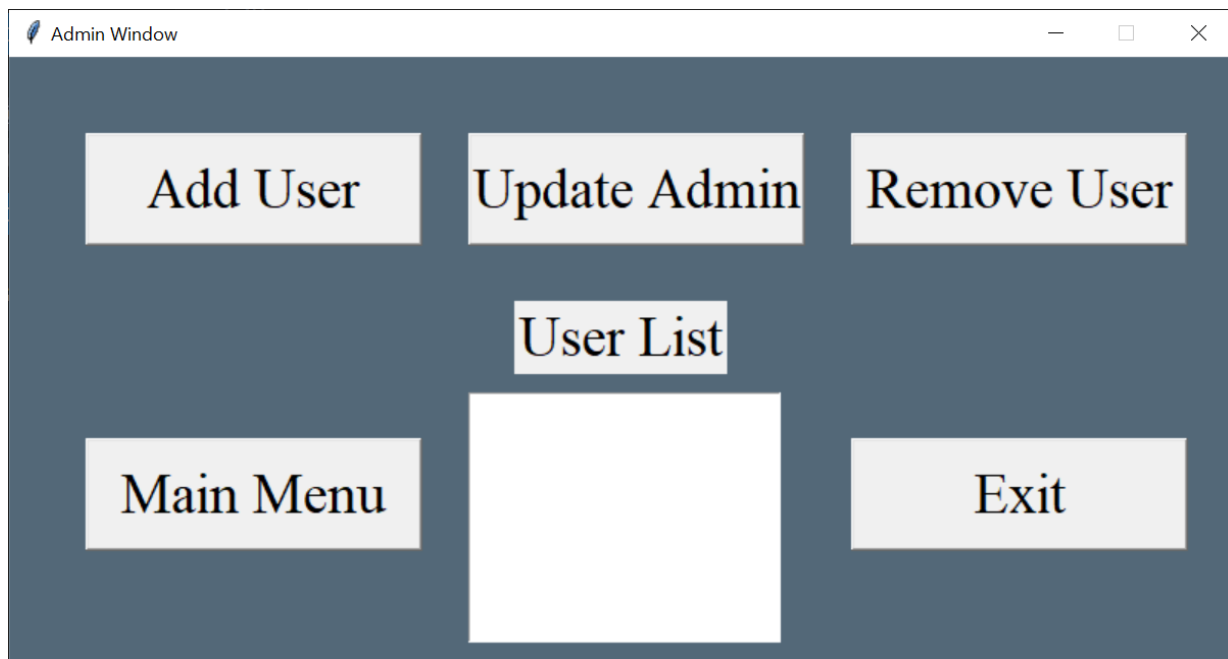 Admin Window
Add User
Update Admin
Remove User
User List
Main Menu
Exit